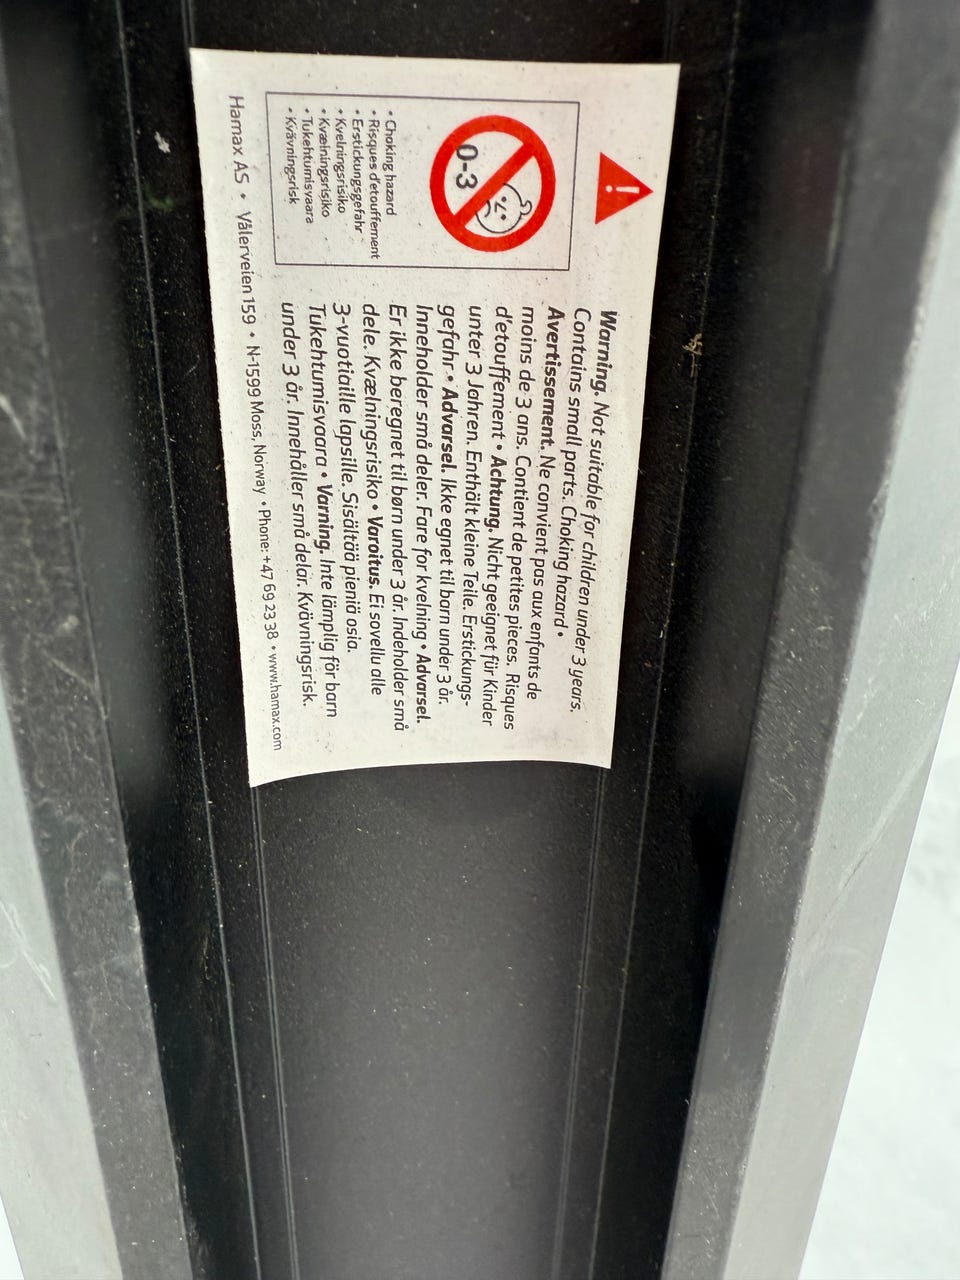 0-3
• Choking hazard
• Risques d'etouffement
• Erstickungsgefahr
• Kvelningsrisiko
• Kvælningsrisiko
• Tukehtumisvaara
• Kvävningsrisk
Warning. Not suitable for children under 3 years.
Contains small parts. Choking hazard •
Avertissement. Ne convient pas aux enfants de
moins de 3 ans. Contient de petites pieces. Risques
d'etouffement • Achtung. Nicht geeignet für Kinder
unter 3 Jahren. Enthält kleine Teile. Erstickungs-
gefahr • Advarsel. Ikke egnet til barn under 3 år.
Inneholder små deler. Fare for kvelning • Advarsel.
Er ikke beregnet til børn under 3 år. Indeholder små
dele. Kvælningsrisiko • Varoitus. Ei sovellu alle
3-vuotiaille lapsille. Sisältää pieniä osia.
Tukehtumisvaara • Varning. Inte lämplig för barn
under 3 år. Innehåller små delar. Kvävningsrisk.
Hamax AS • Vålerveien 159 • N-1599 Moss, Norway • Phone: +47 69 23 38 • www.hamax.com